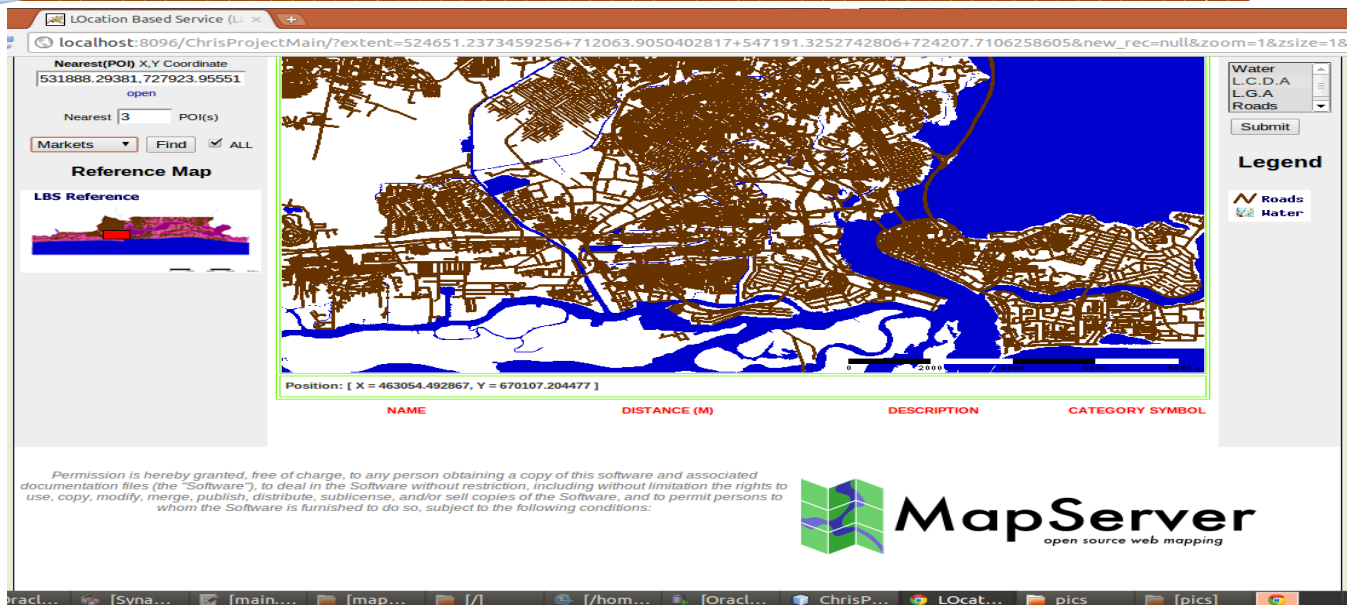 LOcation Based Service (L
localhost:8096/ChrisProjectMain/?extent=524651.2373459256+712063.9050402817+547191.3252742806+724207.7106258605&new_rec=null&zoom=1&zsize=1&
Nearest(POI) X,Y Coordinate
531888.29381,727923.95551
open
Nearest 3 POI(s)
Markets Find ALL
Reference Map
LBS Reference
Water
L.C.D.A
L.G.A
Roads
Submit
Legend
Roads
Water
0 2000
Position: [ X = 463054.492867, Y = 670107.204477 ]
NAME DISTANCE (M) DESCRIPTION CATEGORY SYMBOL
Permission is hereby granted, free of charge, to any person obtaining a copy of this software and associated
documentation files (the "Software"), to deal in the Software without restriction, including without limitation the rights to
use, copy, modify, merge, publish, distribute, sublicense, and/or sell copies of the Software, and to permit persons to
whom the Software is furnished to do so, subject to the following conditions:
MapServer
open source web mapping
[Syna... [main.... [map... [/] [/hom... [Oracl... ChrisP... LOcat... pics [pics]